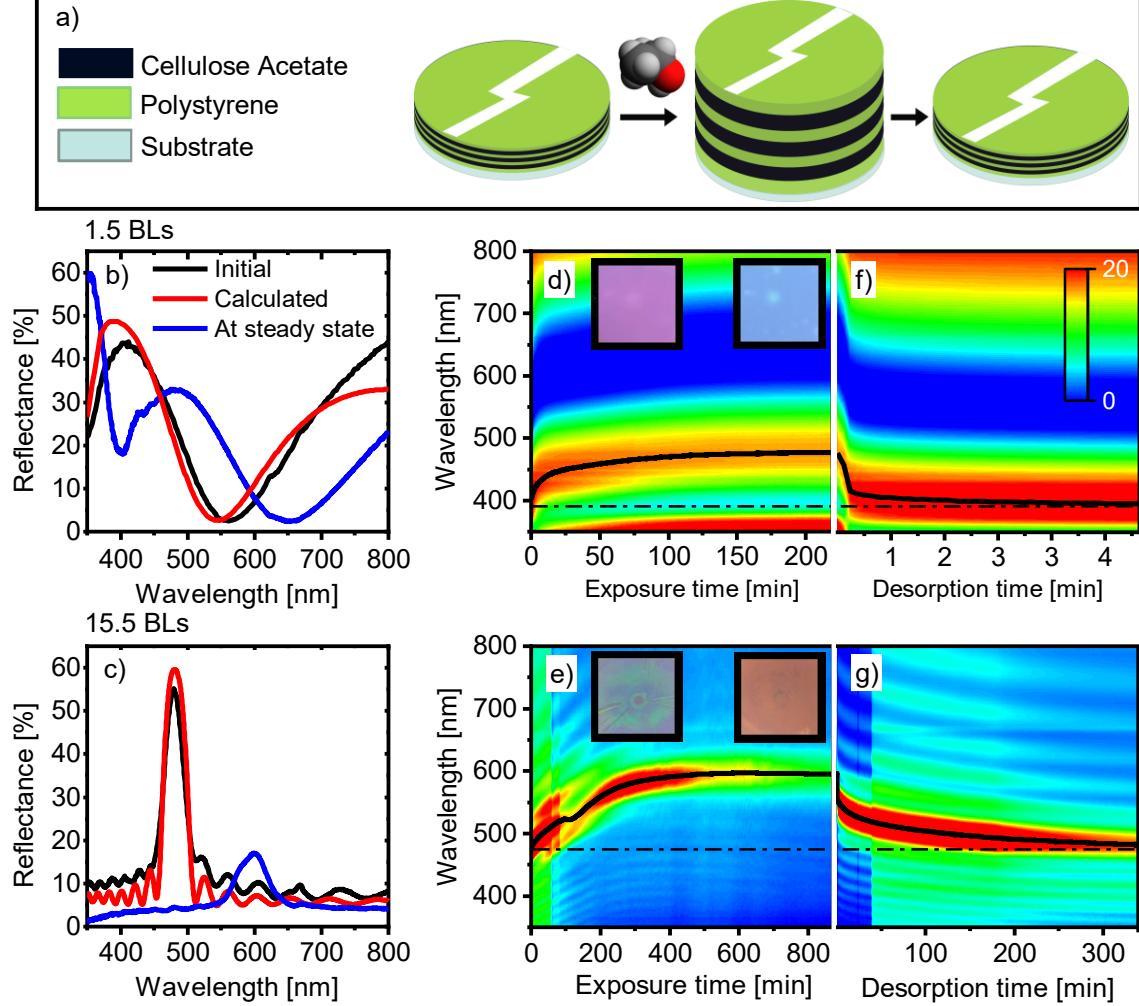 a)
Cellulose Acetate
Polystyrene
Substrate
1.5 BLs
b)
Initial
Calculated
At steady state
Reflectance [%]
60
50
40
30
20
10
0
400 500 600 700 800
Wavelength [nm]
d)
Wavelength [nm]
800
700
600
500
400
0 50 100 150 200
Exposure time [min]
f)
20
0
1 2 3 3 4
Desorption time [min]
15.5 BLs
c)
Reflectance [%]
60
50
40
30
20
10
0
400 500 600 700 800
Wavelength [nm]
e)
Wavelength [nm]
800
700
600
500
400
0 200 400 600 800
Exposure time [min]
g)
100 200 300
Desorption time [min]